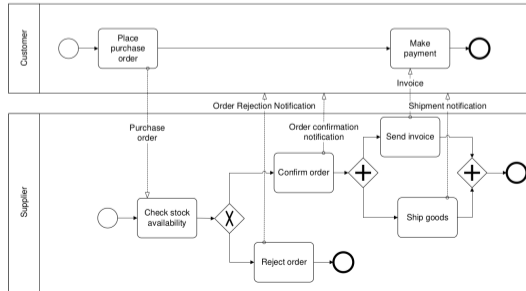 Customer
Place
purchase
order
Make
payment
Invoice
Order Rejection Notification
Shipment notification
Purchase
order
Order confirmation
notification
Send invoice
Supplier
Confirm order
Check stock
availability
X
Ship goods
Reject order